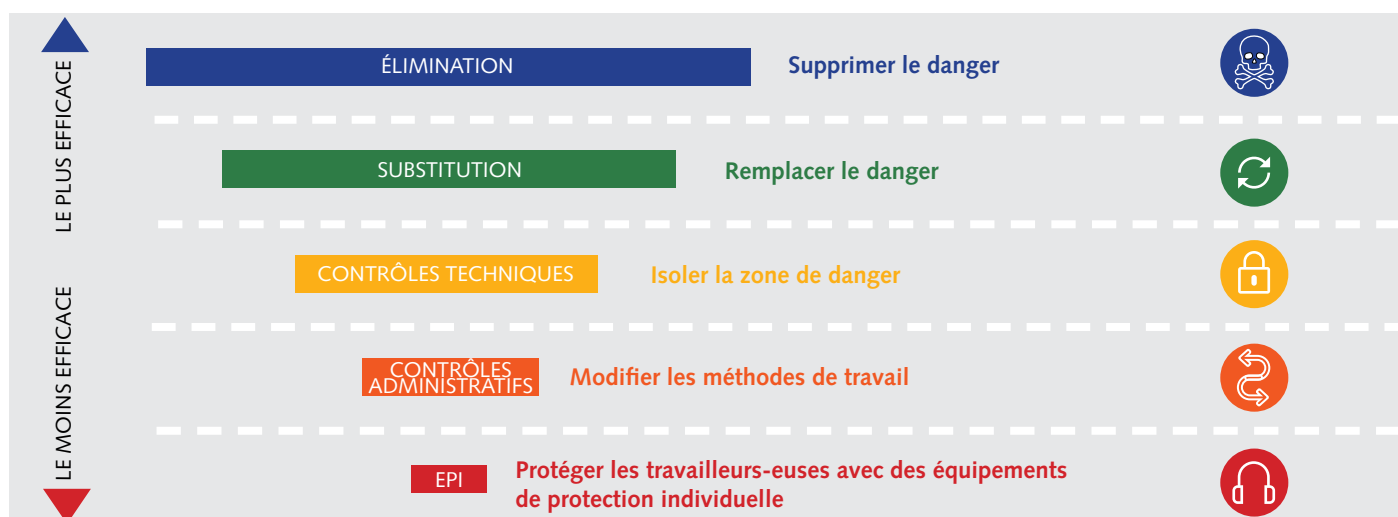 LE PLUS EFFICACE
ÉLIMINATION
Supprimer le danger
SUBSTITUTION
Remplacer le danger
CONTRÔLES TECHNIQUES
Isoler la zone de danger
LE MOINS EFFICACE
CONTRÔLES
ADMINISTRATIFS
Modifier les méthodes de travail
EPI
Protéger les travailleurs-euses avec des équipements
de protection individuelle